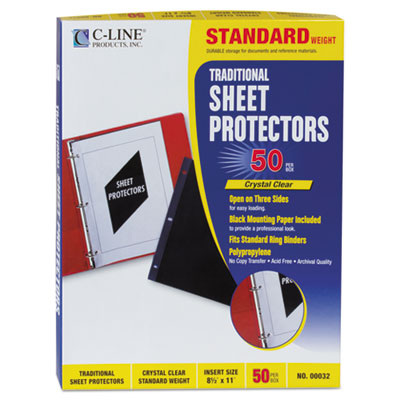 C-LINE®
PRODUCTS, INC.
STANDARD WEIGHT
DURABLE storage for documents and reference materials.
TRADITIONAL
SHEET
PROTECTORS
50 PER BOX
Crystal Clear
Open on Three Sides
for easy loading.
Black Mounting Paper Included
to provide a professional look.
Fits Standard Ring Binders
Polypropylene
No Copy Transfer • Acid Free • Archival Quality
SHEET
PROTECTORS
TRADITIONAL
SHEET PROTECTORS
CRYSTAL CLEAR
STANDARD WEIGHT
INSERT SIZE
8½" x 11"
50 PER BOX
NO. 00032
TRADITIONAL SHEET PROTECTORS